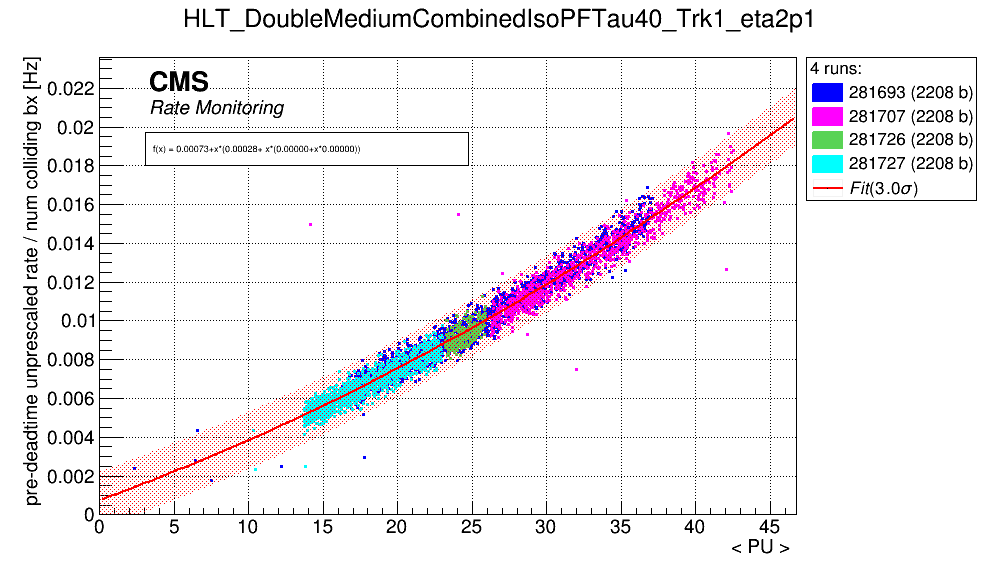 HLT_DoubleMediumCombinedIsoPFTau40_Trk1_eta2p1
pre-deadtime unprescaled rate / num colliding bx [Hz]
CMS
Rate Monitoring
f(x) = 0.00073+x*(0.00028+ x*(0.00000+x*0.00000))
0.022
0.02
0.018
0.016
0.014
0.012
0.01
0.008
0.006
0.004
0.002
0
0 5 10 15 20 25 30 35 40 45
< PU >
4 runs:
281693 (2208 b)
281707 (2208 b)
281726 (2208 b)
281727 (2208 b)
Fit(3.0σ)